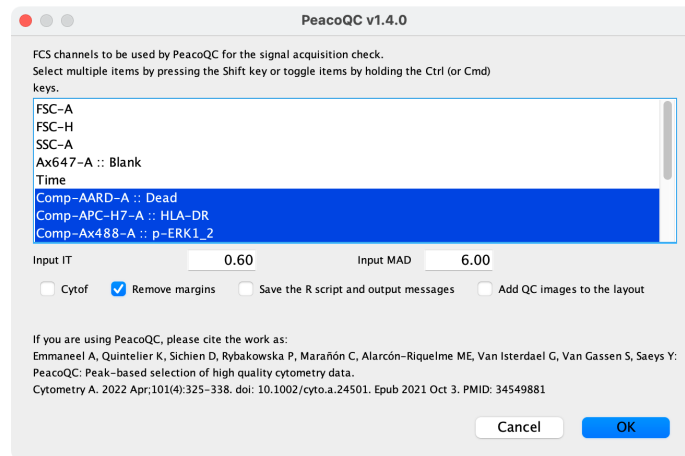 PeacoQC v1.4.0
FCS channels to be used by PeacoQC for the signal acquisition check.
Select multiple items by pressing the Shift key or toggle items by holding the Ctrl (or Cmd)
keys.
FSC-A
FSC-H
SSC-A
Ax647-A :: Blank
Time
Comp-AARD-A :: Dead
Comp-APC-H7-A :: HLA-DR
Comp-Ax488-A :: p-ERK1_2
Input IT 0.60 Input MAD 6.00
Cytof Remove margins Save the R script and output messages Add QC images to the layout
If you are using PeacoQC, please cite the work as:
Emmaneel A, Quintelier K, Sichien D, Rybakowska P, Marañón C, Alarcón-Riquelme ME, Van Isterdael G, Van Gassen S, Saeys Y:
PeacoQC: Peak-based selection of high quality cytometry data.
Cytometry A. 2022 Apr;101(4):325-338. doi: 10.1002/cyto.a.24501. Epub 2021 Oct 3. PMID: 34549881
Cancel OK